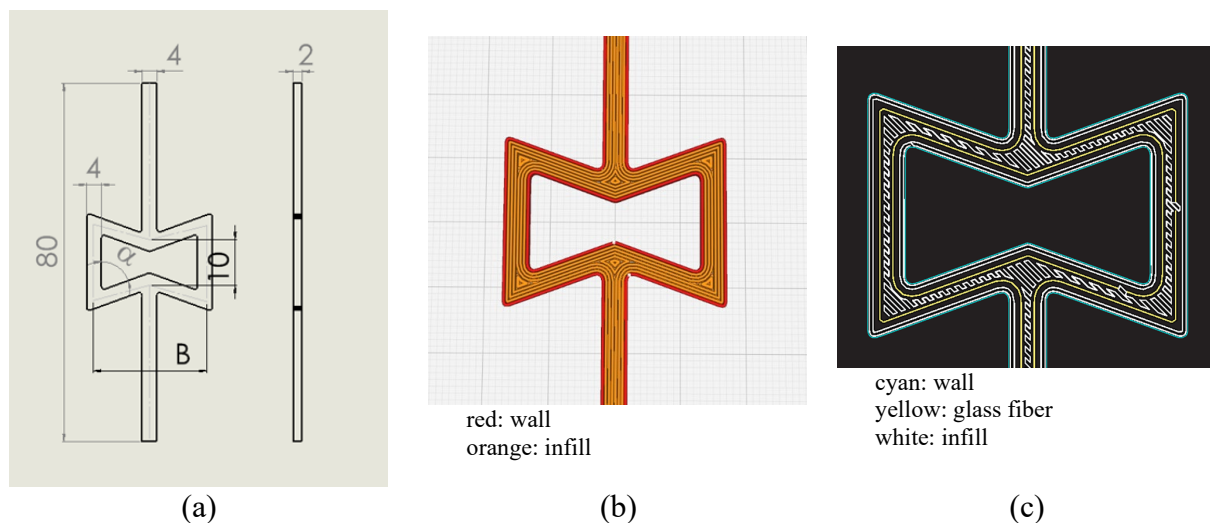 4
2
4
80
α
10
B
red: wall
orange: infill
cyan: wall
yellow: glass fiber
white: infill
(a)
(b)
(c)